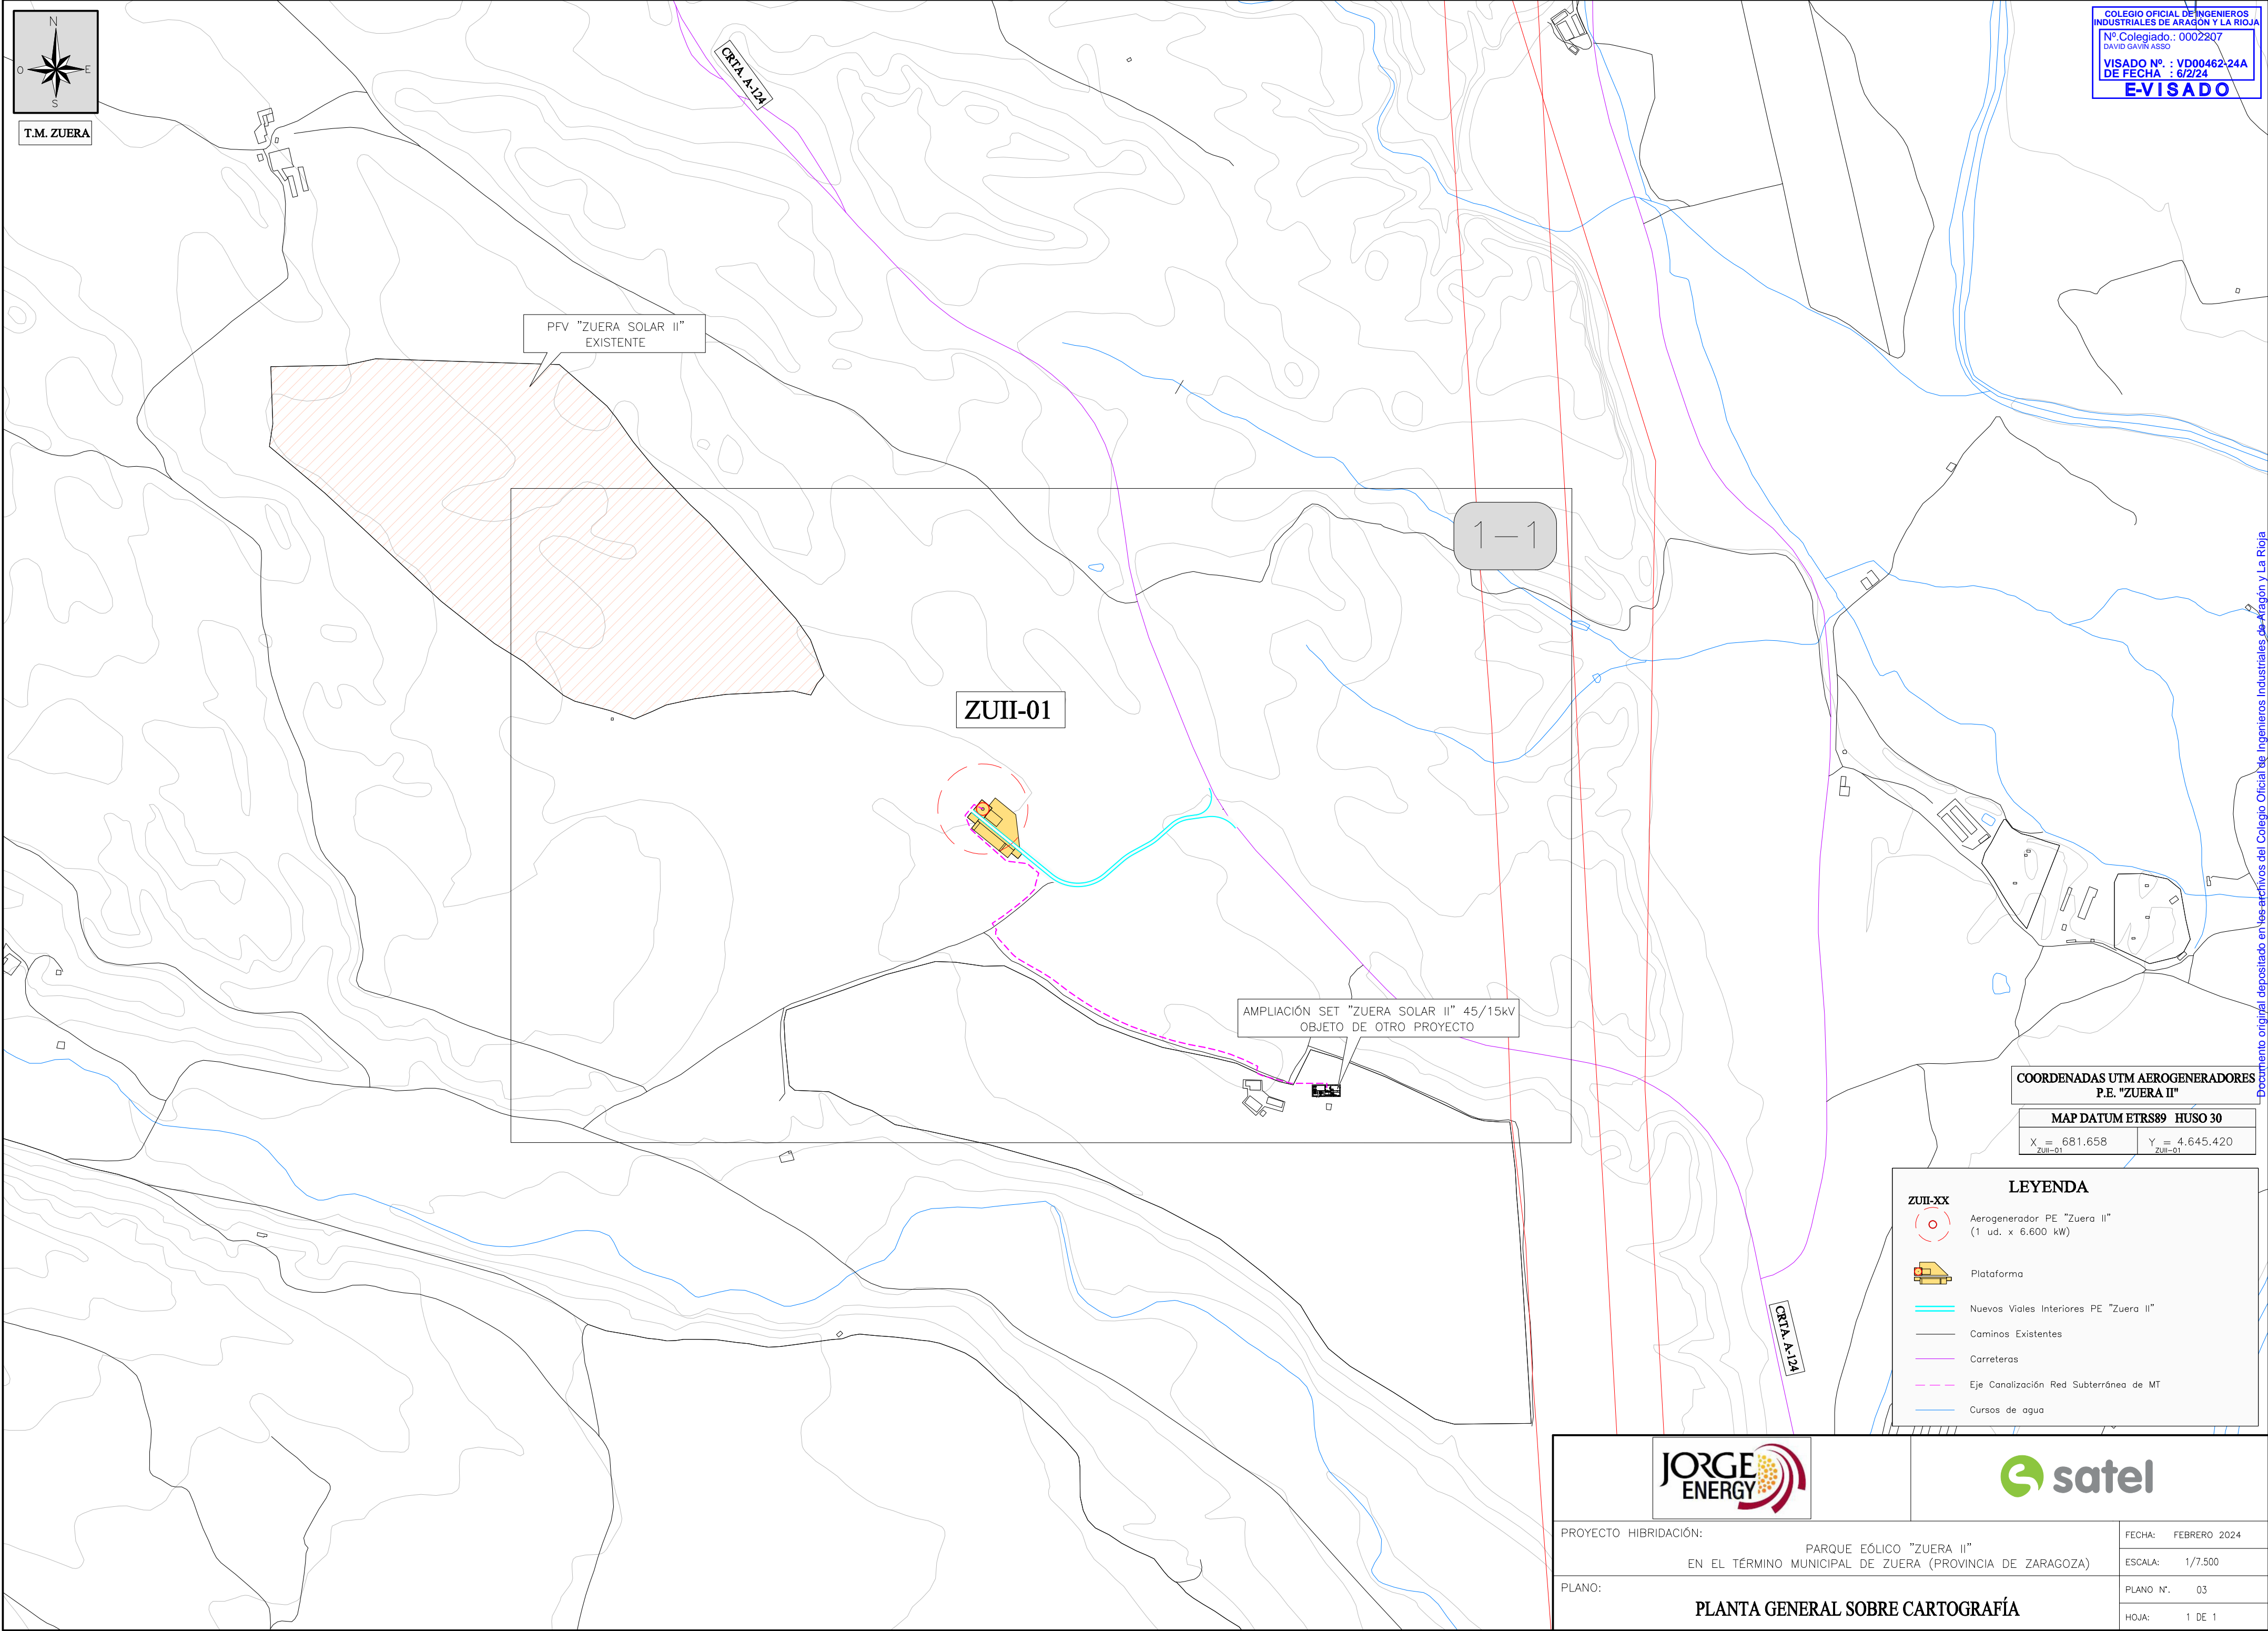 N
O
E
S
T.M. ZUERA
CRTA. A-124
COLEGIO OFICIAL DE INGENIEROS
INDUSTRIALES DE ARAGÓN Y LA RIOJA
Nº.Colegiado.: 0002207
DAVID GAVÍN ASSO
VISADO Nº. : VD00462-24A
DE FECHA : 6/2/24
E-VISADO
PFV "ZUERA SOLAR II"
EXISTENTE
1-1
ZUII-01
AMPLIACIÓN SET "ZUERA SOLAR II" 45/15kV
OBJETO DE OTRO PROYECTO
Documento original depositado en los archivos del Colegio Oficial de Ingenieros Industriales de Aragón y La Rioja
COORDENADAS UTM AEROGENERADORES
P.E. "ZUERA II"
MAP DATUM ETRS89 HUSO 30
X = 681.658 Y = 4.645.420
ZUII-01 ZUII-01
LEYENDA
ZUII-XX
Aerogenerador PE "Zuera II"
(1 ud. x 6.600 kW)
Plataforma
Nuevos Viales Interiores PE "Zuera II"
Caminos Existentes
Carreteras
Eje Canalización Red Subterránea de MT
Cursos de agua
CRTA. A-124
JORGE
ENERGY
satel
PROYECTO HIBRIDACIÓN:
PARQUE EÓLICO "ZUERA II"
EN EL TÉRMINO MUNICIPAL DE ZUERA (PROVINCIA DE ZARAGOZA)
FECHA: FEBRERO 2024
ESCALA: 1/7.500
PLANO Nº. 03
HOJA: 1 DE 1
PLANO:
PLANTA GENERAL SOBRE CARTOGRAFÍA